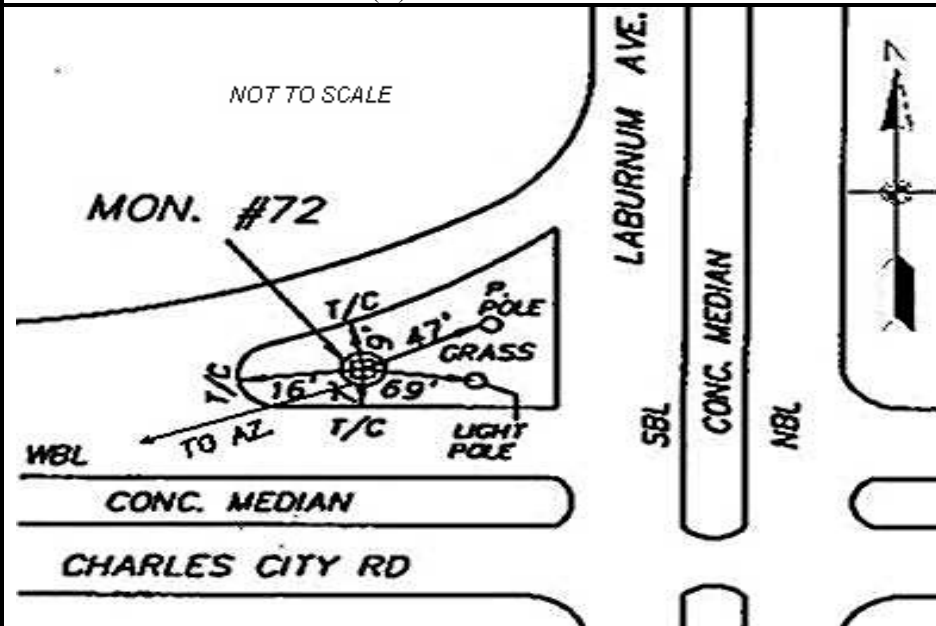 NOT TO SCALE
LABURNUM AVE.
N
MON. #72
T/C
P.
POLE
9'
47'
GRASS
T/C
16'
69'
T/C
LIGHT
POLE
TO AZ.
WBL
CONC. MEDIAN
SBL
CONC. MEDIAN
NBL
CHARLES CITY RD